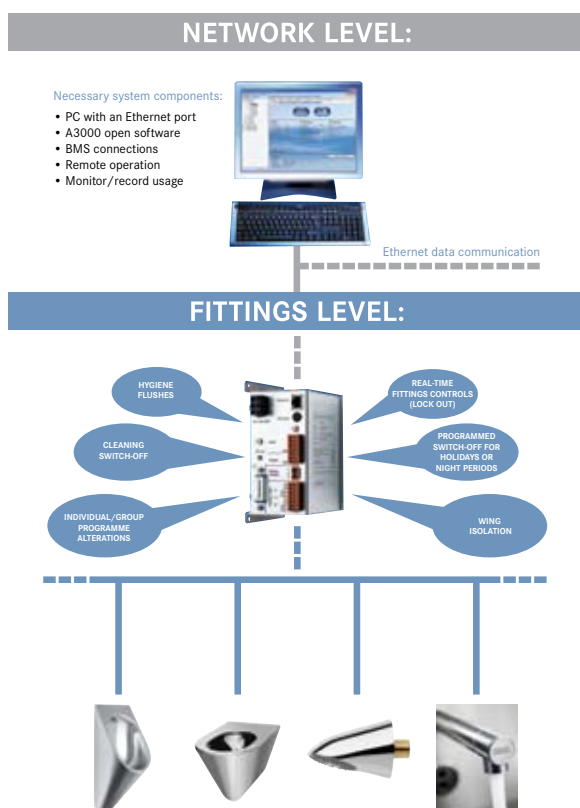 NETWORK LEVEL:
Necessary system components:
• PC with an Ethernet port
• A3000 open software
• BMS connections
• Remote operation
• Monitor/record usage
Ethernet data communication
FITTINGS LEVEL:
HYGIENE
FLUSHES
REAL-TIME
FITTINGS CONTROLS
(LOCK OUT)
CLEANING
SWITCH-OFF
PROGRAMMED
SWITCH-OFF FOR
HOLIDAYS OR
NIGHT PERIODS
INDIVIDUAL/GROUP
PROGRAMME
ALTERATIONS
WING
ISOLATION